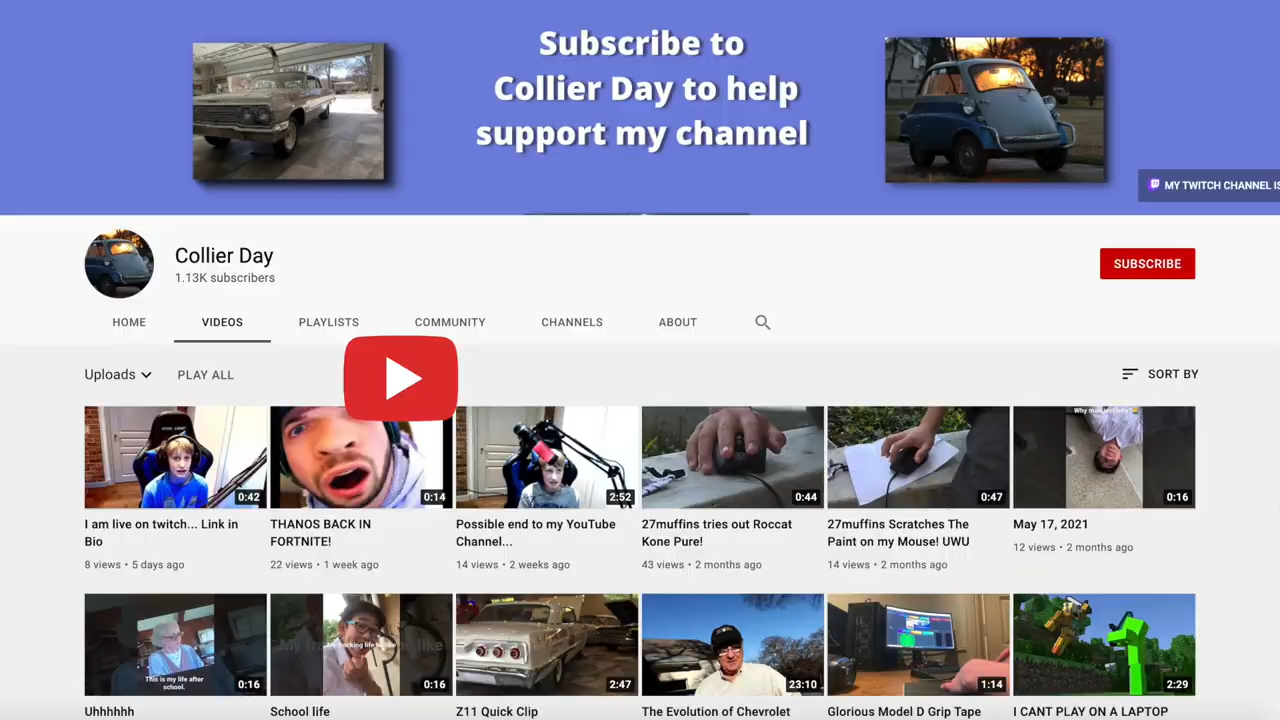 Subscribe to
Collier Day to help
support my channel
MY TWITCH CHANNEL IS
Collier Day
1.13K subscribers
SUBSCRIBE
HOME VIDEOS PLAYLISTS COMMUNITY CHANNELS ABOUT
Uploads PLAY ALL SORT BY
Why man just why
0:42 0:14 2:52 0:44 0:47 0:16
I am live on twitch... Link in
Bio
8 views • 5 days ago
THANOS BACK IN
FORTNITE!
22 views • 1 week ago
Possible end to my YouTube
Channel...
14 views • 2 weeks ago
27muffins tries out Roccat
Kone Pure!
43 views • 2 months ago
27muffins Scratches The
Paint on my Mouse! UWU
14 views • 2 months ago
May 17, 2021
12 views • 2 months ago
This is my life after
school.
0:16 0:16 2:47 23:10 1:14 2:29
Uhhhhhh
School life
Z11 Quick Clip
The Evolution of Chevrolet
Glorious Model D Grip Tape
I CANT PLAY ON A LAPTOP